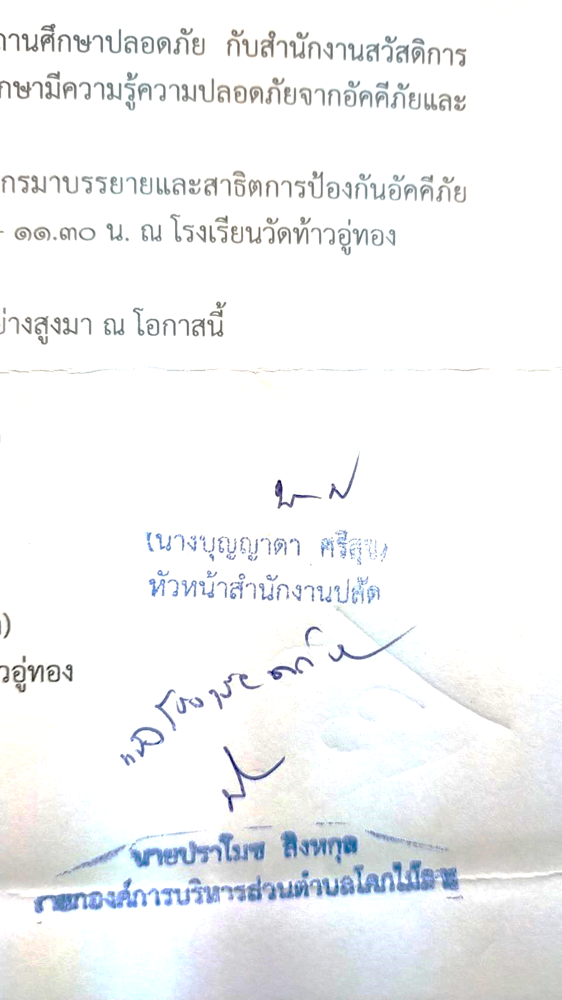 ถานศึกษาปลอดภัย กับสำนักงานสวัสดิการ
กษามีความรู้ความปลอดภัยจากอัคคีภัยและ
กรมาบรรยายและสาธิตการป้องกันอัคคีภัย
- ๑๑.๓๐ น. ณ โรงเรียนวัดท้าวอู่ทอง
ย่างสูงมา ณ โอกาสนี้
(นางบุญญาดา ศรีสุข)
หัวหน้าสำนักงานปลัด
)
วอู่ทอง
นายปราโมช สิงหกุล
นายกองค์การบริหารส่วนตำบลโคกไม้ลาย